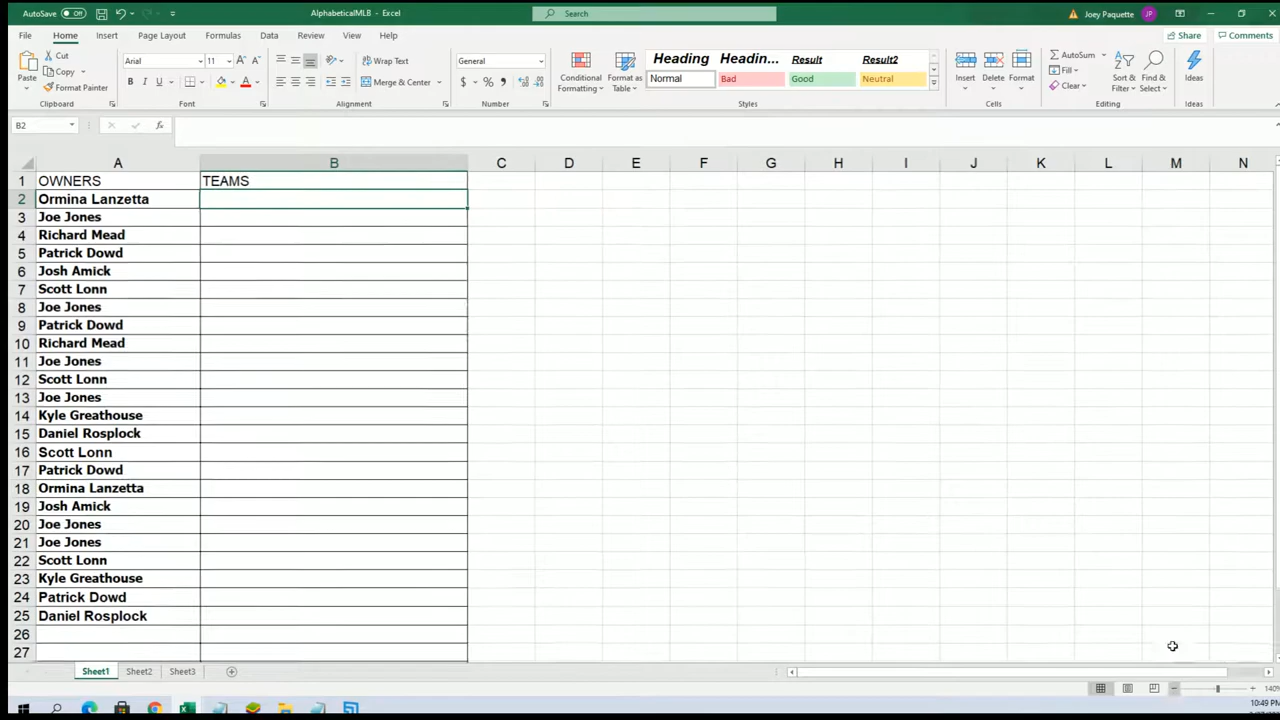 AutoSave Off AlphabeticalMLB - Excel Search Joey Paquette JP
File Home Insert Page Layout Formulas Data Review View Help Share Comments
Paste Cut Copy Format Painter Clipboard
Arial 11 A A B I U A Font
Wrap Text Merge & Center Alignment
General $ % Number
Conditional Formatting Format as Table
Heading Headin... Result Result2
Normal Bad Good Neutral
Styles
Insert Delete Format Cells
AutoSum Fill Clear Sort & Filter Find & Select Editing
Ideas Ideas
B2 fx
A B C D E F G H I J K L M N
1 OWNERS TEAMS
2 Ormina Lanzetta
3 Joe Jones
4 Richard Mead
5 Patrick Dowd
6 Josh Amick
7 Scott Lonn
8 Joe Jones
9 Patrick Dowd
10 Richard Mead
11 Joe Jones
12 Scott Lonn
13 Joe Jones
14 Kyle Greathouse
15 Daniel Rosplock
16 Scott Lonn
17 Patrick Dowd
18 Ormina Lanzetta
19 Josh Amick
20 Joe Jones
21 Joe Jones
22 Scott Lonn
23 Kyle Greathouse
24 Patrick Dowd
25 Daniel Rosplock
26
27
Sheet1 Sheet2 Sheet3
140%
10:49 PM